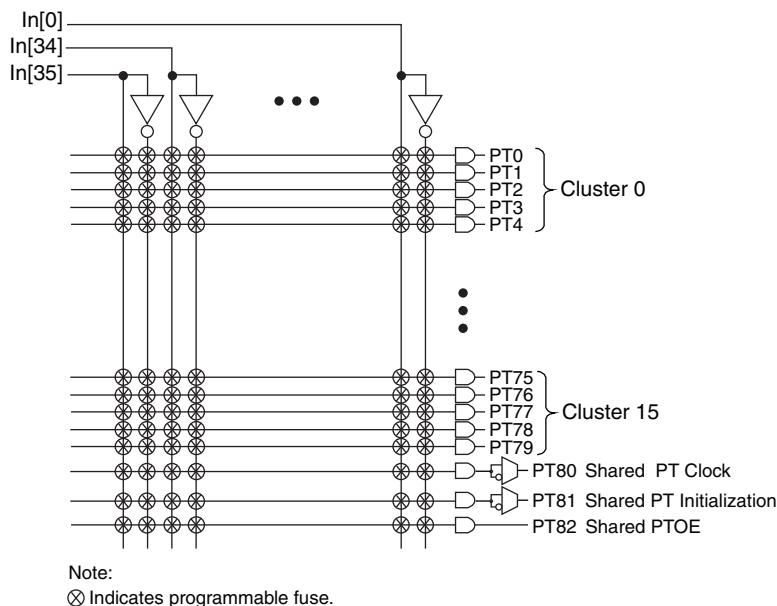 In[0]
In[34]
In[35]
PT0
PT1
PT2
PT3
PT4
Cluster 0
PT75
PT76
PT77
PT78
PT79
Cluster 15
PT80 Shared PT Clock
PT81 Shared PT Initialization
PT82 Shared PTOE
Note:
Indicates programmable fuse.